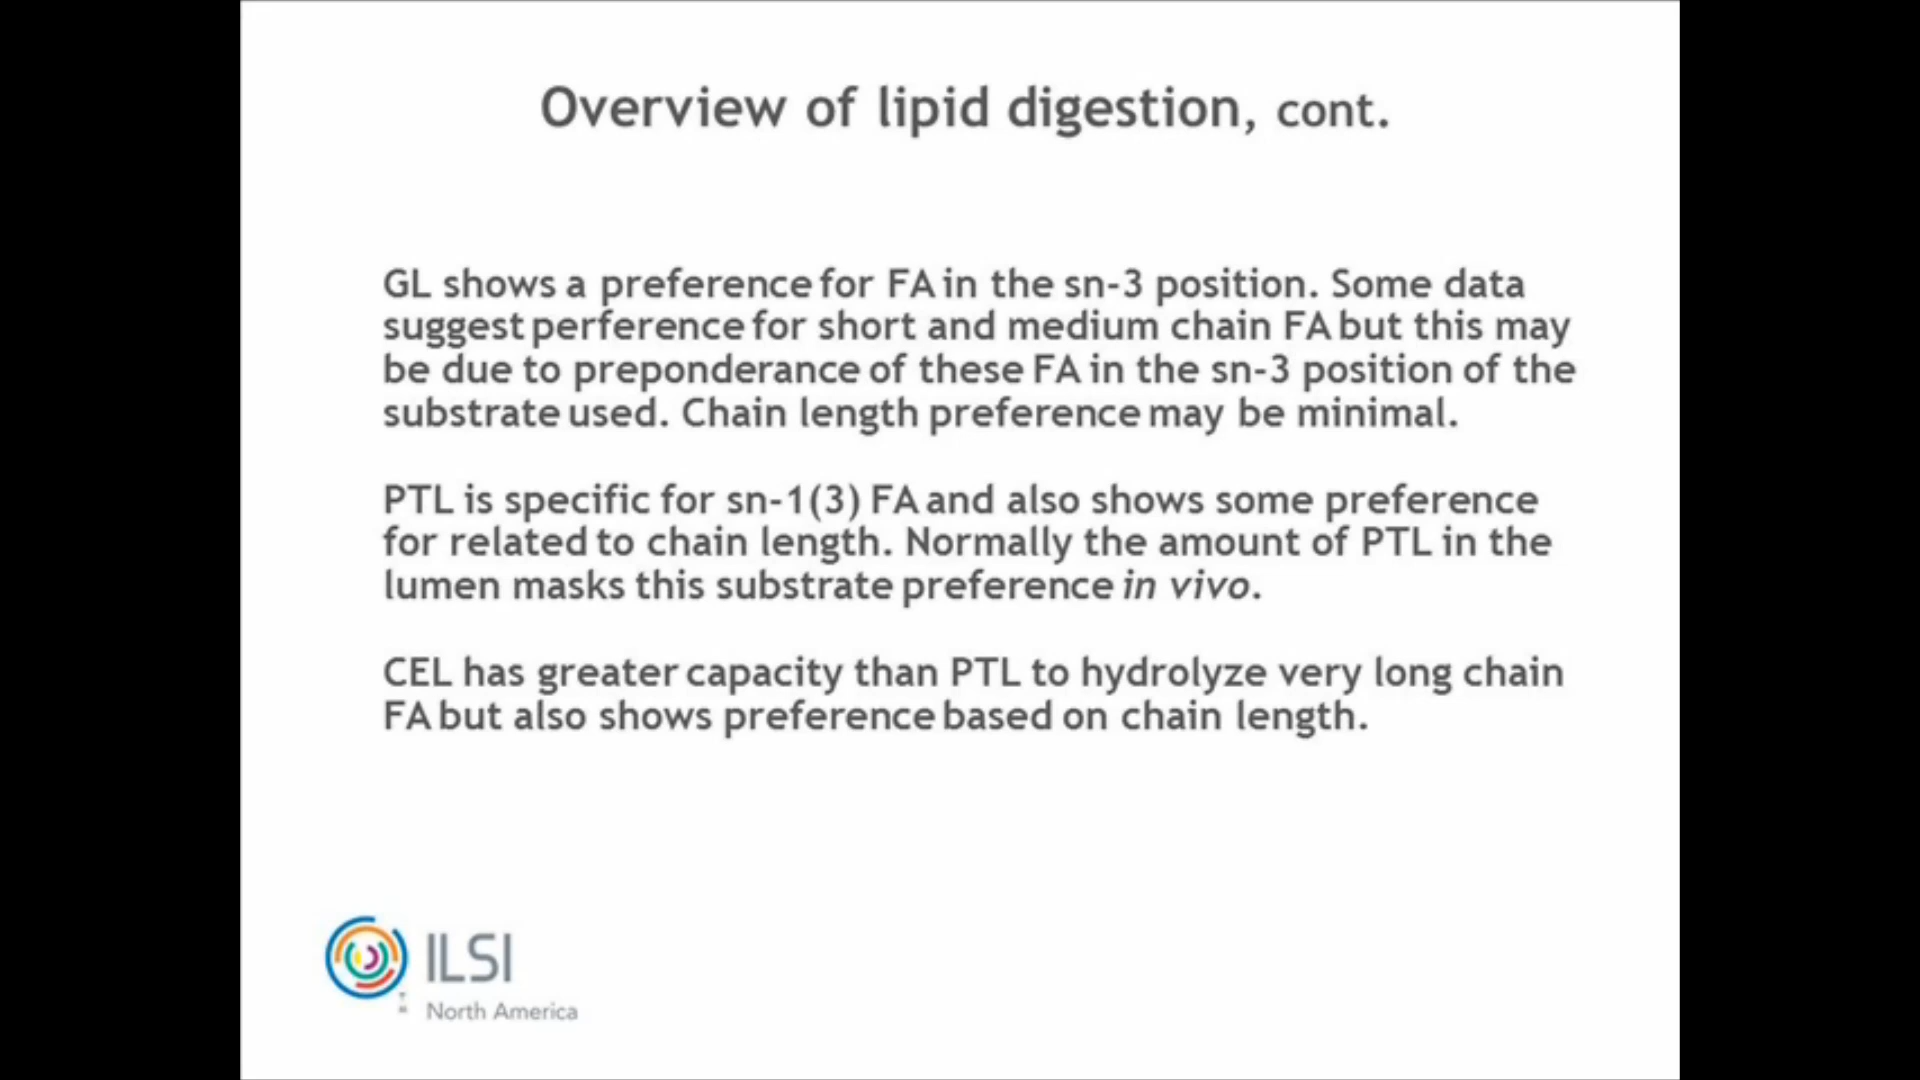 Overview of lipid digestion, cont.
GL shows a preference for FA in the sn-3 position. Some data
suggest perference for short and medium chain FA but this may
be due to preponderance of these FA in the sn-3 position of the
substrate used. Chain length preference may be minimal.
PTL is specific for sn-1(3) FA and also shows some preference
for related to chain length. Normally the amount of PTL in the
lumen masks this substrate preference in vivo.
CEL has greater capacity than PTL to hydrolyze very long chain
FA but also shows preference based on chain length.
ILSI
North America